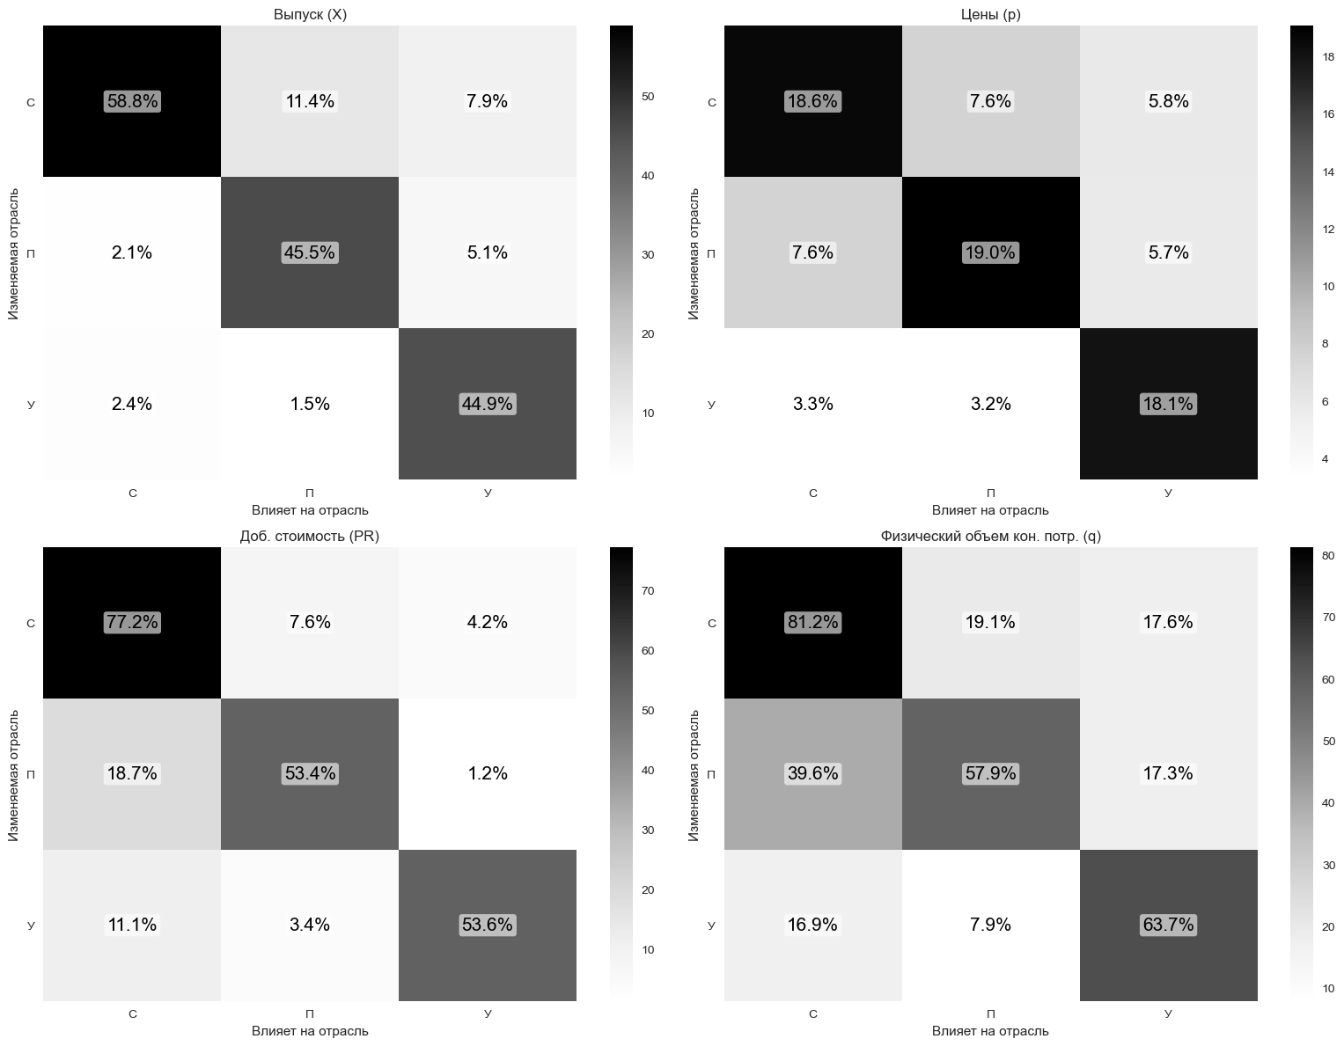 Выпуск (X)
58.8% 11.4% 7.9%
2.1% 45.5% 5.1%
2.4% 1.5% 44.9%
С
П
У
Изменяемая отрасль
С П У
Влияет на отрасль
50
40
30
20
10
Цены (p)
18.6% 7.6% 5.8%
7.6% 19.0% 5.7%
3.3% 3.2% 18.1%
С
П
У
Изменяемая отрасль
С П У
Влияет на отрасль
18
16
14
12
10
8
6
4
Доб. стоимость (PR)
77.2% 7.6% 4.2%
18.7% 53.4% 1.2%
11.1% 3.4% 53.6%
С
П
У
Изменяемая отрасль
С П У
Влияет на отрасль
70
60
50
40
30
20
10
Физический объем кон. потр. (q)
81.2% 19.1% 17.6%
39.6% 57.9% 17.3%
16.9% 7.9% 63.7%
С
П
У
Изменяемая отрасль
С П У
Влияет на отрасль
80
70
60
50
40
30
20
10